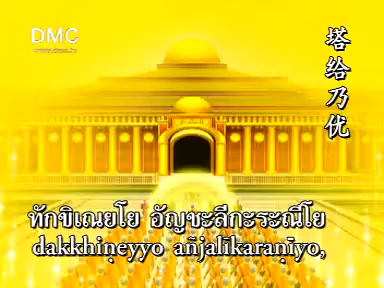 DMC
www.dmc.tv
塔给乃优
ทักขิเณยโย อัญชะลีกะระณีโย
dakkhiṇeyyo añjalīkaraṇīyo,